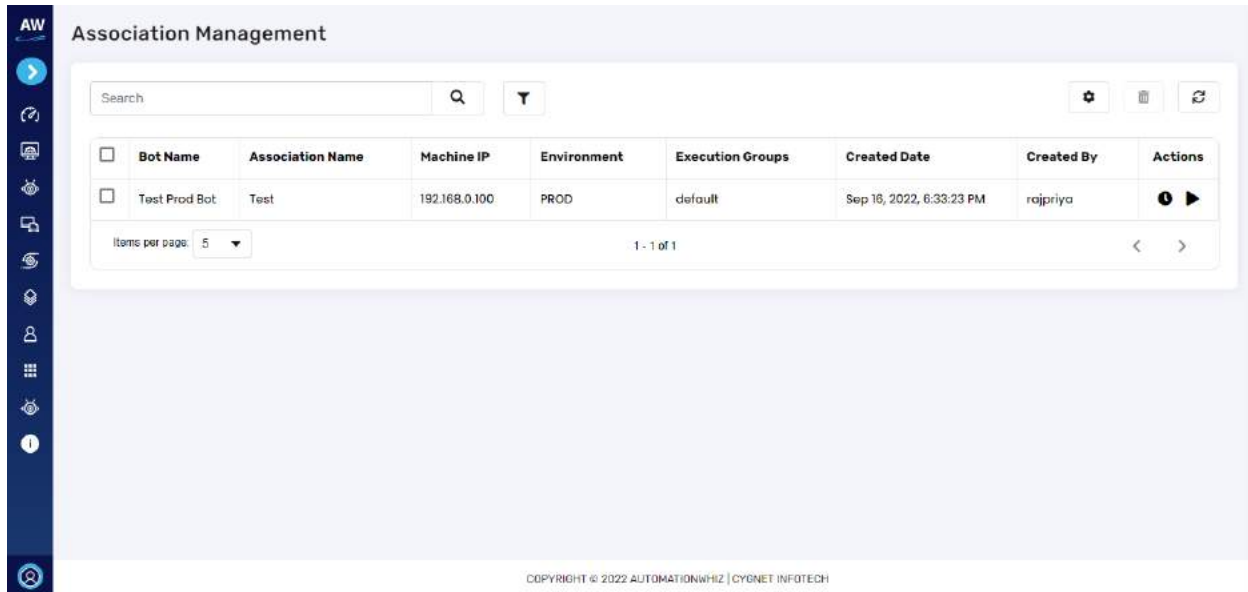 AW
Association Management
Search
Bot Name Association Name Machine IP Environment Execution Groups Created Date Created By Actions
Test Prod Bot Test 192.168.0.100 PROD default Sep 16, 2022, 6:33:23 PM rajpriya
Items per page: 5 1 - 1 of 1
COPYRIGHT © 2022 AUTOMATIONWHIZ | CYGNET INFOTECH